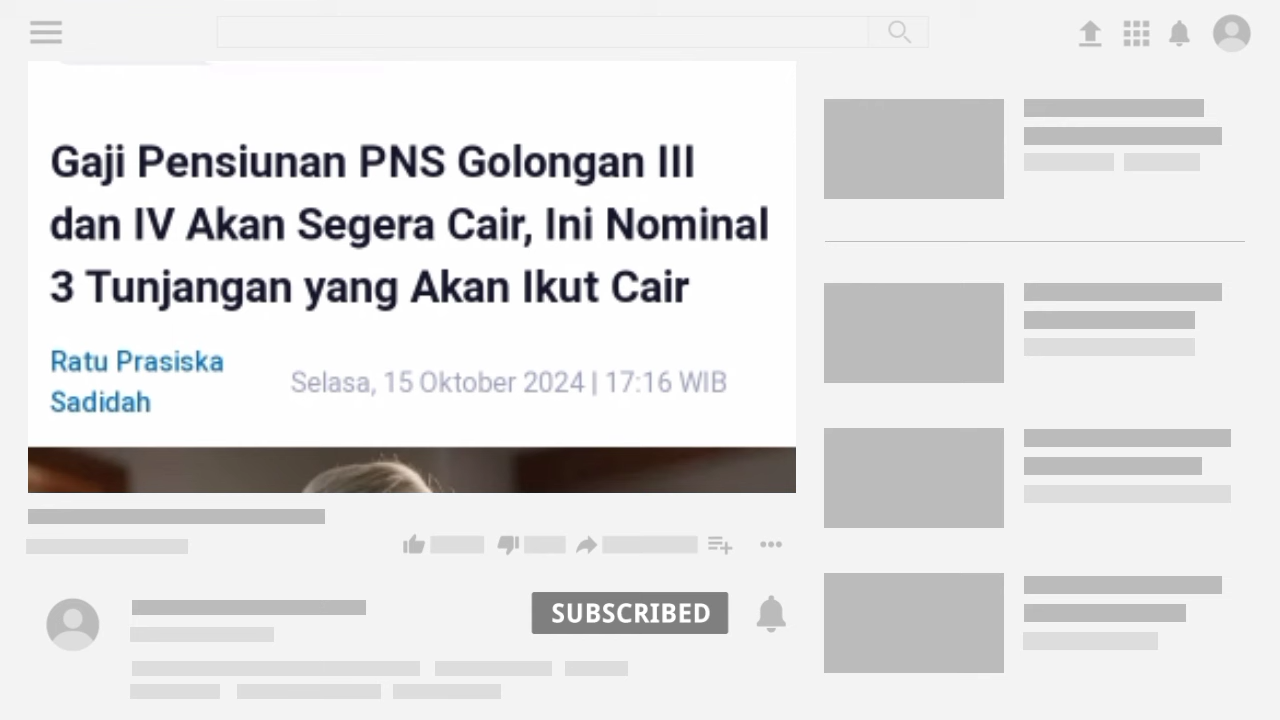 Gaji Pensiunan PNS Golongan III
dan IV Akan Segera Cair, Ini Nominal
3 Tunjangan yang Akan Ikut Cair
Ratu Prasiska
Sadidah
Selasa, 15 Oktober 2024 | 17:16 WIB
SUBSCRIBED